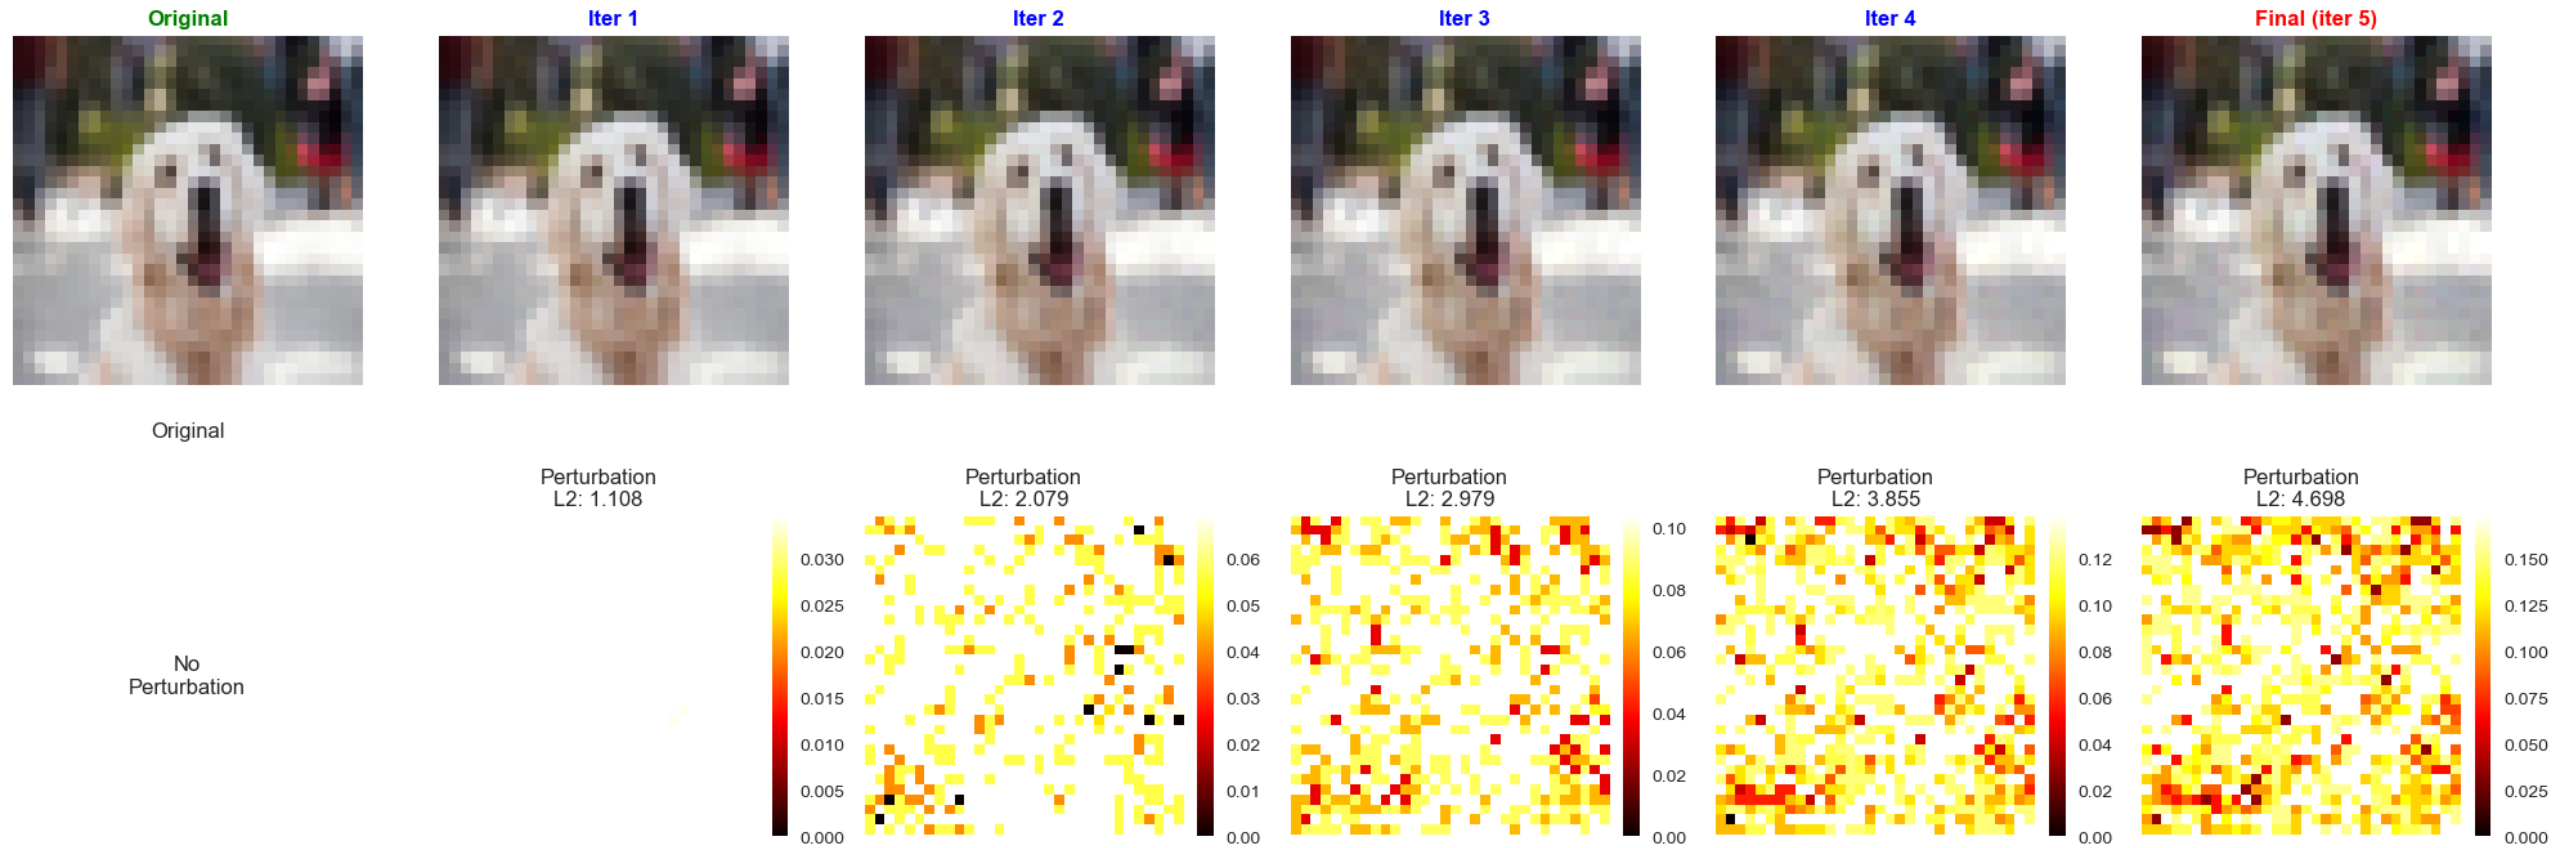 Original
Iter 1
Iter 2
Iter 3
Iter 4
Final (iter 5)
Original
Perturbation
L2: 1.108
Perturbation
L2: 2.079
Perturbation
L2: 2.979
Perturbation
L2: 3.855
Perturbation
L2: 4.698
No
Perturbation
0.030
0.025
0.020
0.015
0.010
0.005
0.000
0.06
0.05
0.04
0.03
0.02
0.01
0.00
0.10
0.08
0.06
0.04
0.02
0.00
0.12
0.10
0.08
0.06
0.04
0.02
0.00
0.150
0.125
0.100
0.075
0.050
0.025
0.000